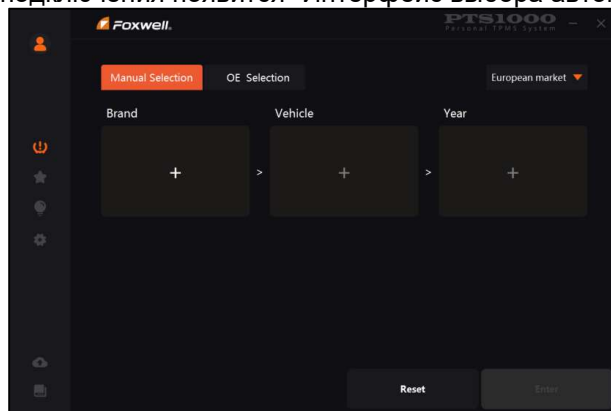 подключения появится "Интерфейс выбора авто
Foxwell.
PTS1000
Personal TPMS System
Manual Selection
OE Selection
European market
Brand
Vehicle
Year
+ > + > +
Reset
Enter